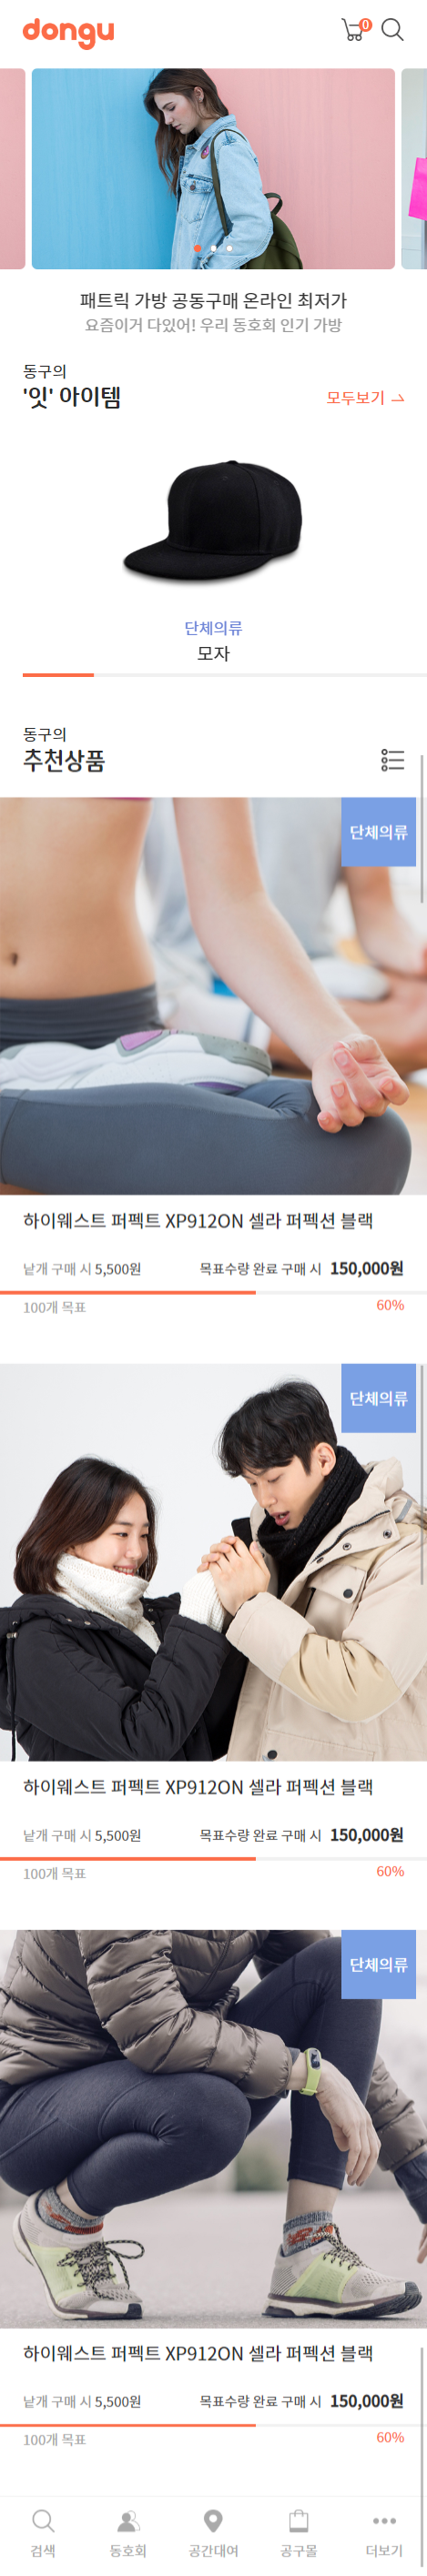 dongu
0
패트릭 가방 공동구매 온라인 최저가
요즘이거 다있어! 우리 동호회 인기 가방
동구의
'잇' 아이템
모두보기
단체의류
모자
동구의
추천상품
단체의류
하이웨스트 퍼펙트 XP912ON 셀라 퍼펙션 블랙
낱개 구매 시 5,500원 목표수량 완료 구매 시 150,000원
100개 목표 60%
단체의류
하이웨스트 퍼펙트 XP912ON 셀라 퍼펙션 블랙
낱개 구매 시 5,500원 목표수량 완료 구매 시 150,000원
100개 목표 60%
단체의류
하이웨스트 퍼펙트 XP912ON 셀라 퍼펙션 블랙
낱개 구매 시 5,500원 목표수량 완료 구매 시 150,000원
100개 목표 60%
검색 동호회 공간대여 공구몰 더보기